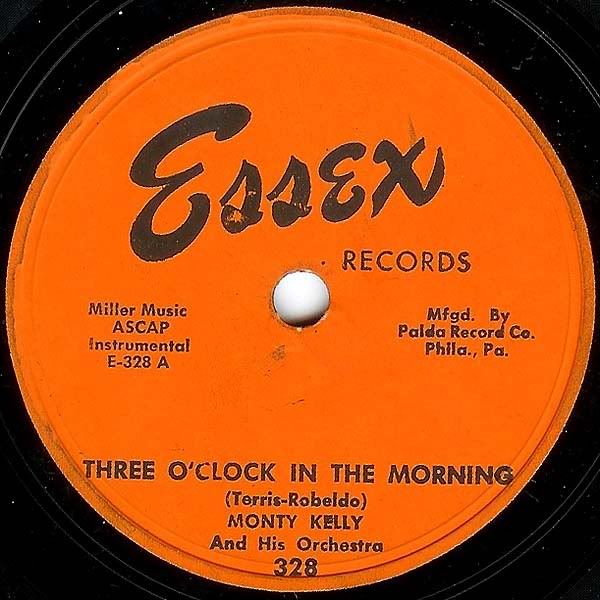 Essex
RECORDS
Miller Music
ASCAP
Instrumental
E-328 A
Mfgd. By
Palda Record Co.
Phila., Pa.
THREE O'CLOCK IN THE MORNING
(Terris-Robeldo)
MONTY KELLY
And His Orchestra
328